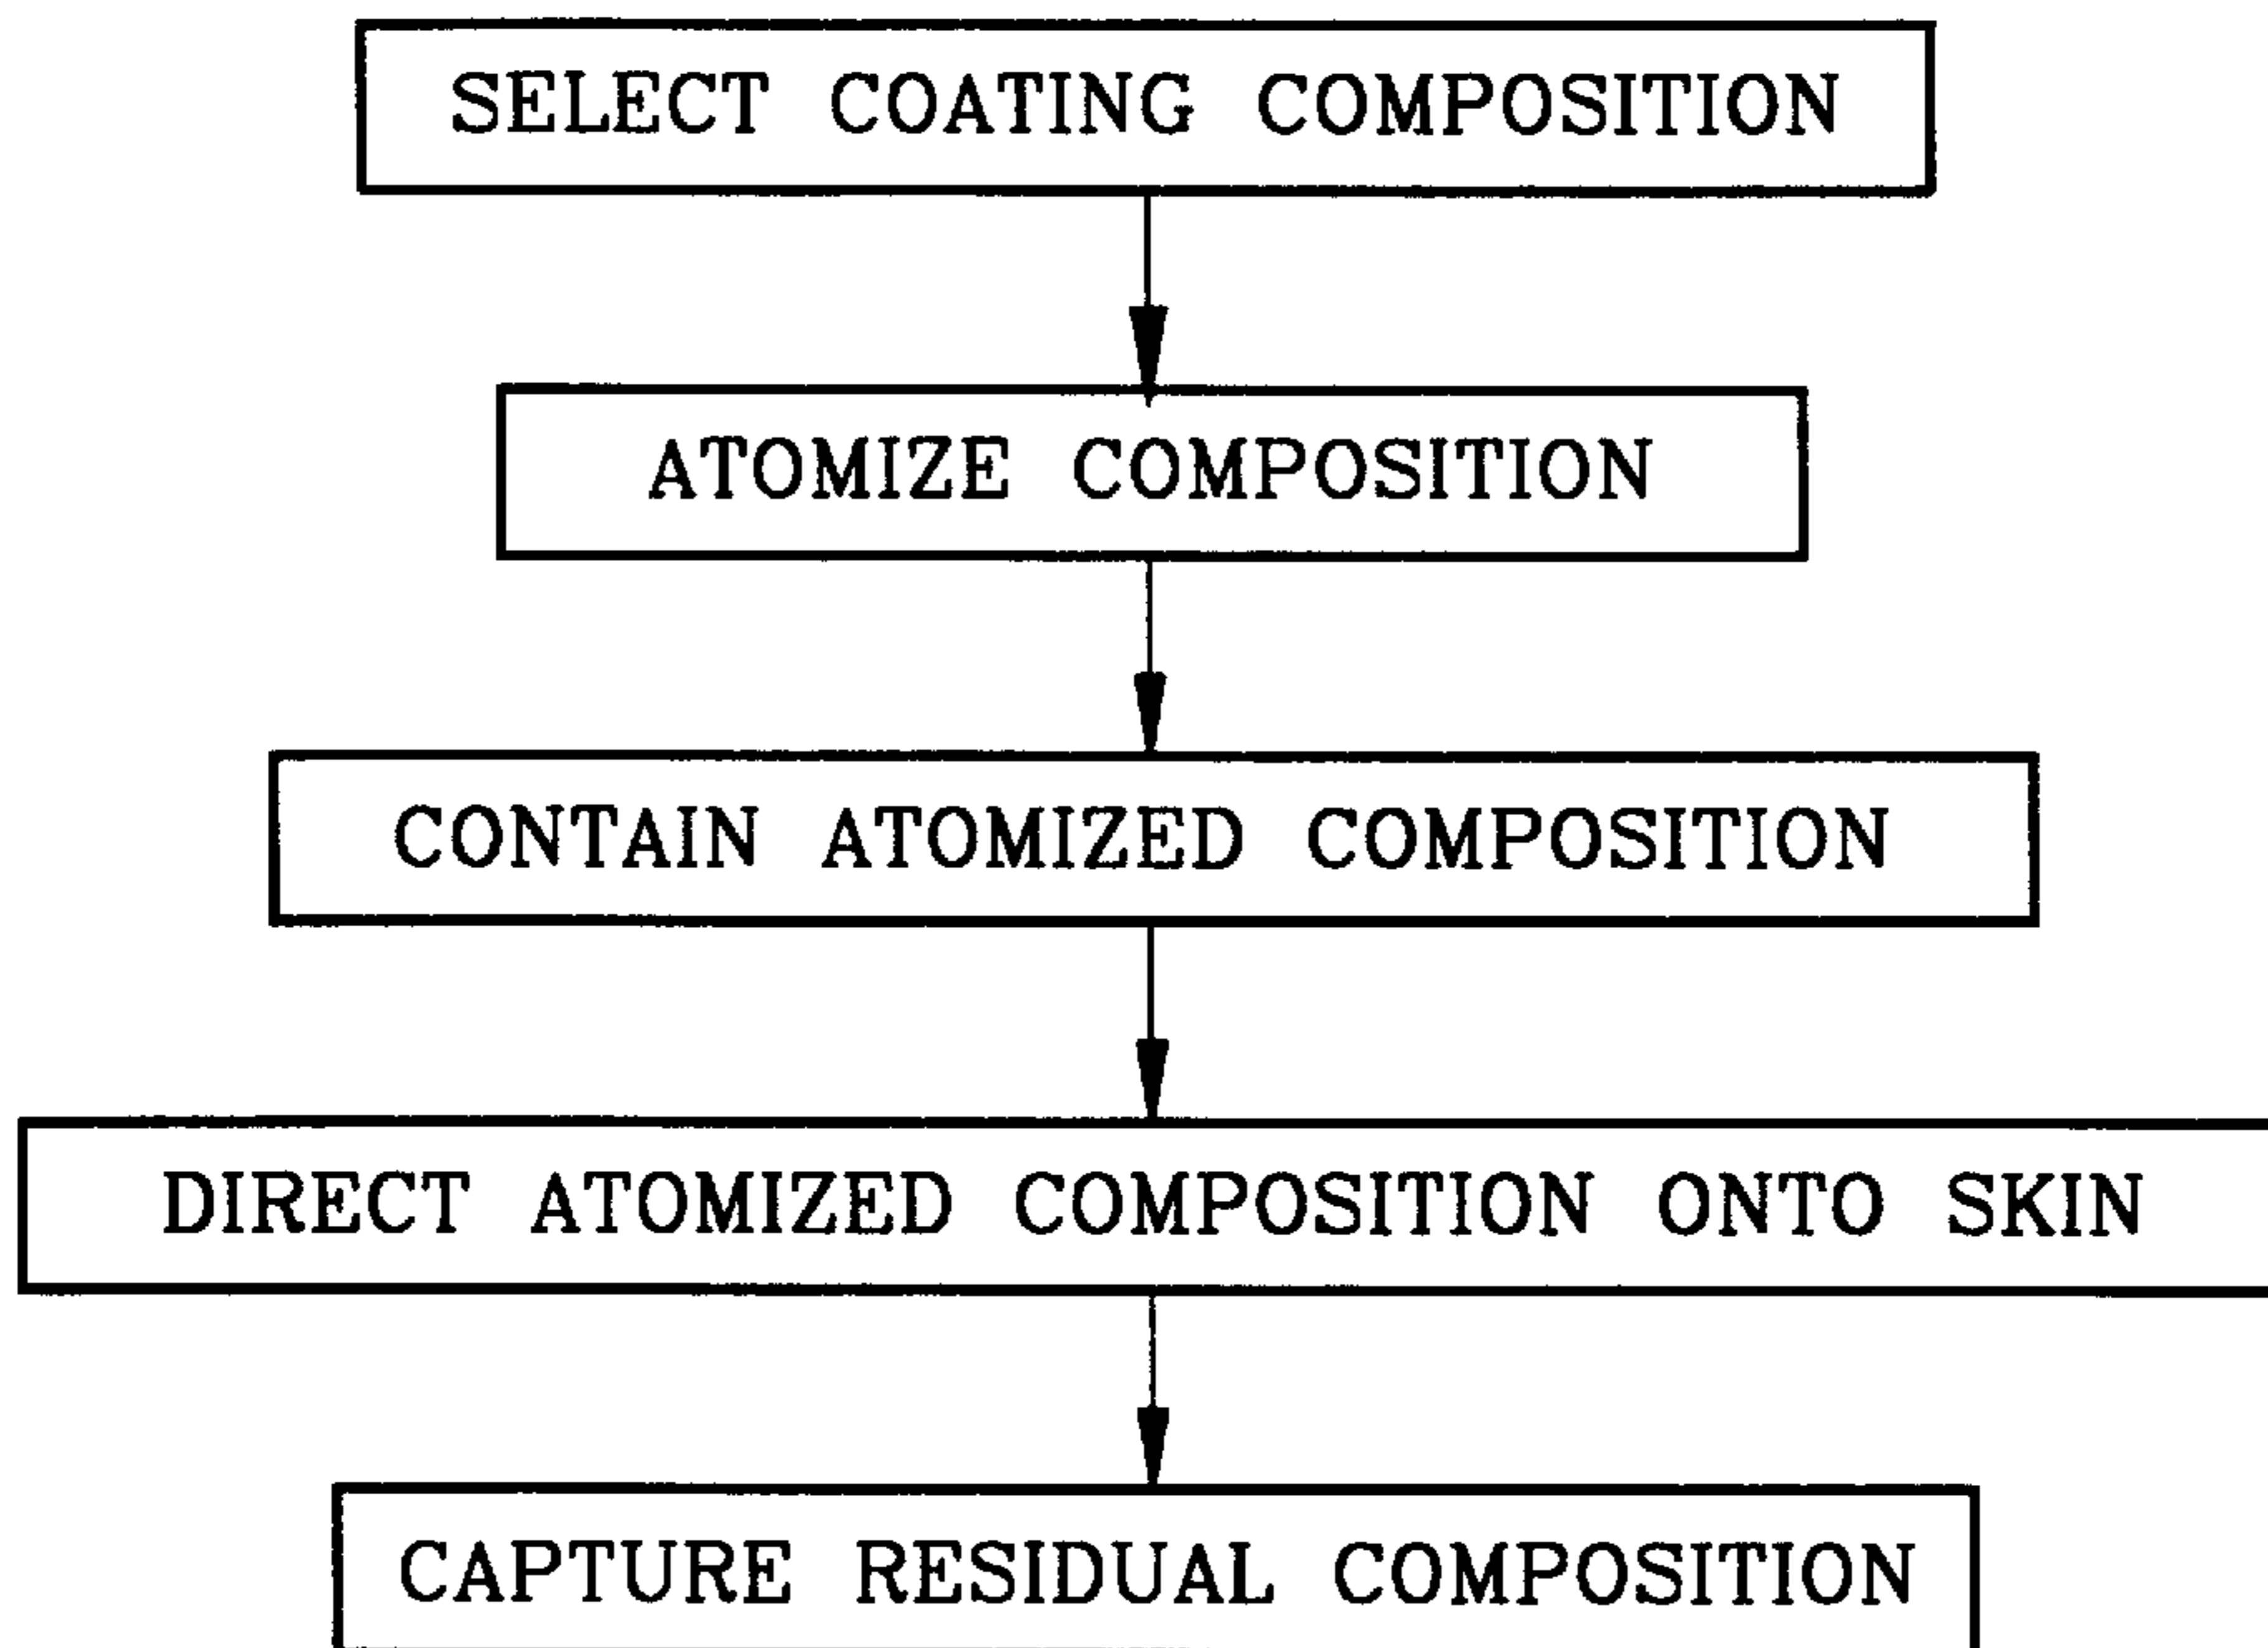 SELECT COATING COMPOSITION
ATOMIZE COMPOSITION
CONTAIN ATOMIZED COMPOSITION
DIRECT ATOMIZED COMPOSITION ONTO SKIN
CAPTURE RESIDUAL COMPOSITION